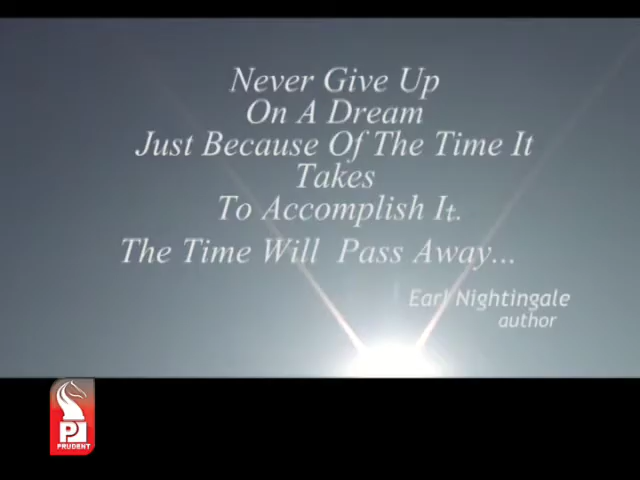 Never Give Up
On A Dream
Just Because Of The Time It
Takes
To Accomplish It.
The Time Will Pass Away...
Earl Nightingale
author
P
PRUDENT